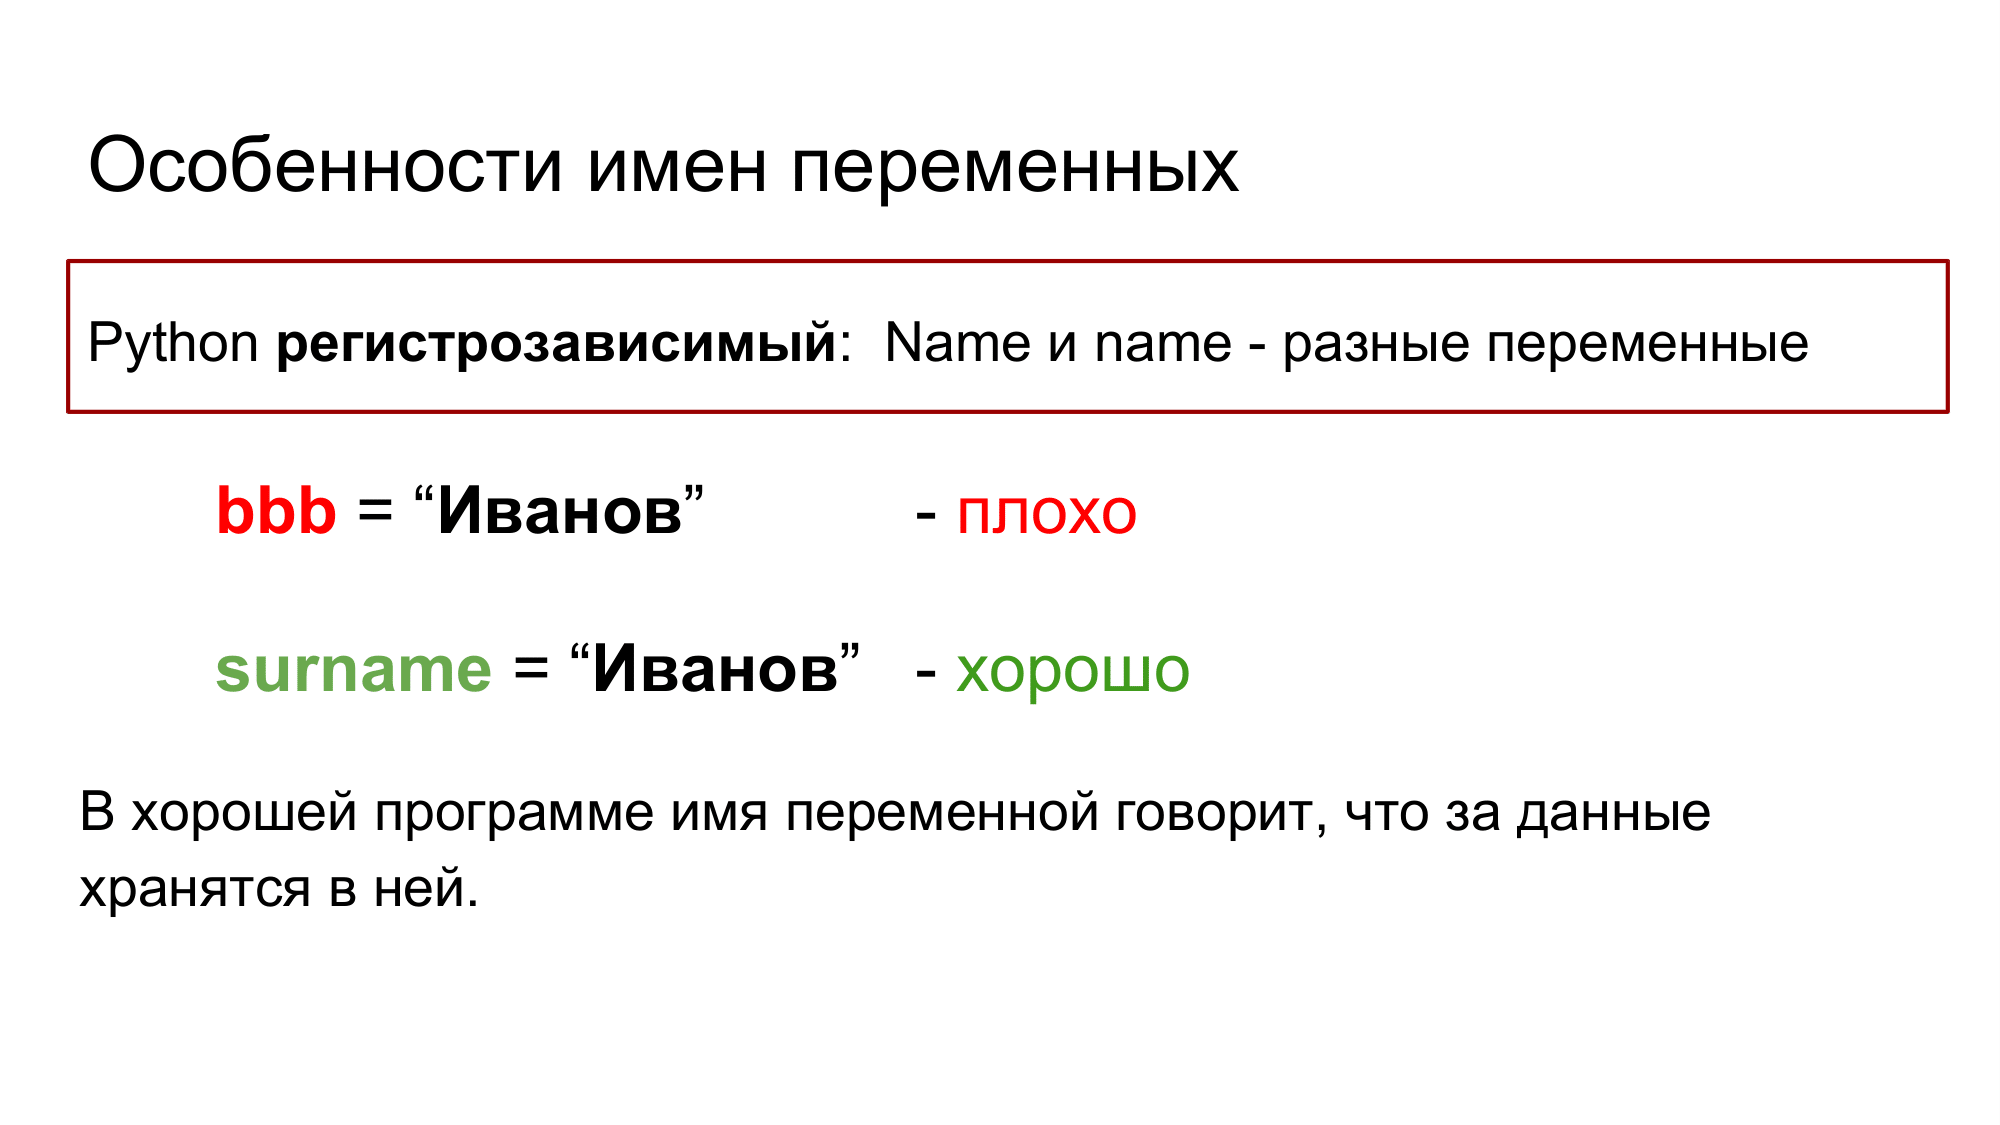 Особенности имен переменных
Python регистрозависимый: Name и name - разные переменные
bbb = “Иванов” - плохо
surname = “Иванов” - хорошо
В хорошей программе имя переменной говорит, что за данные
хранятся в ней.